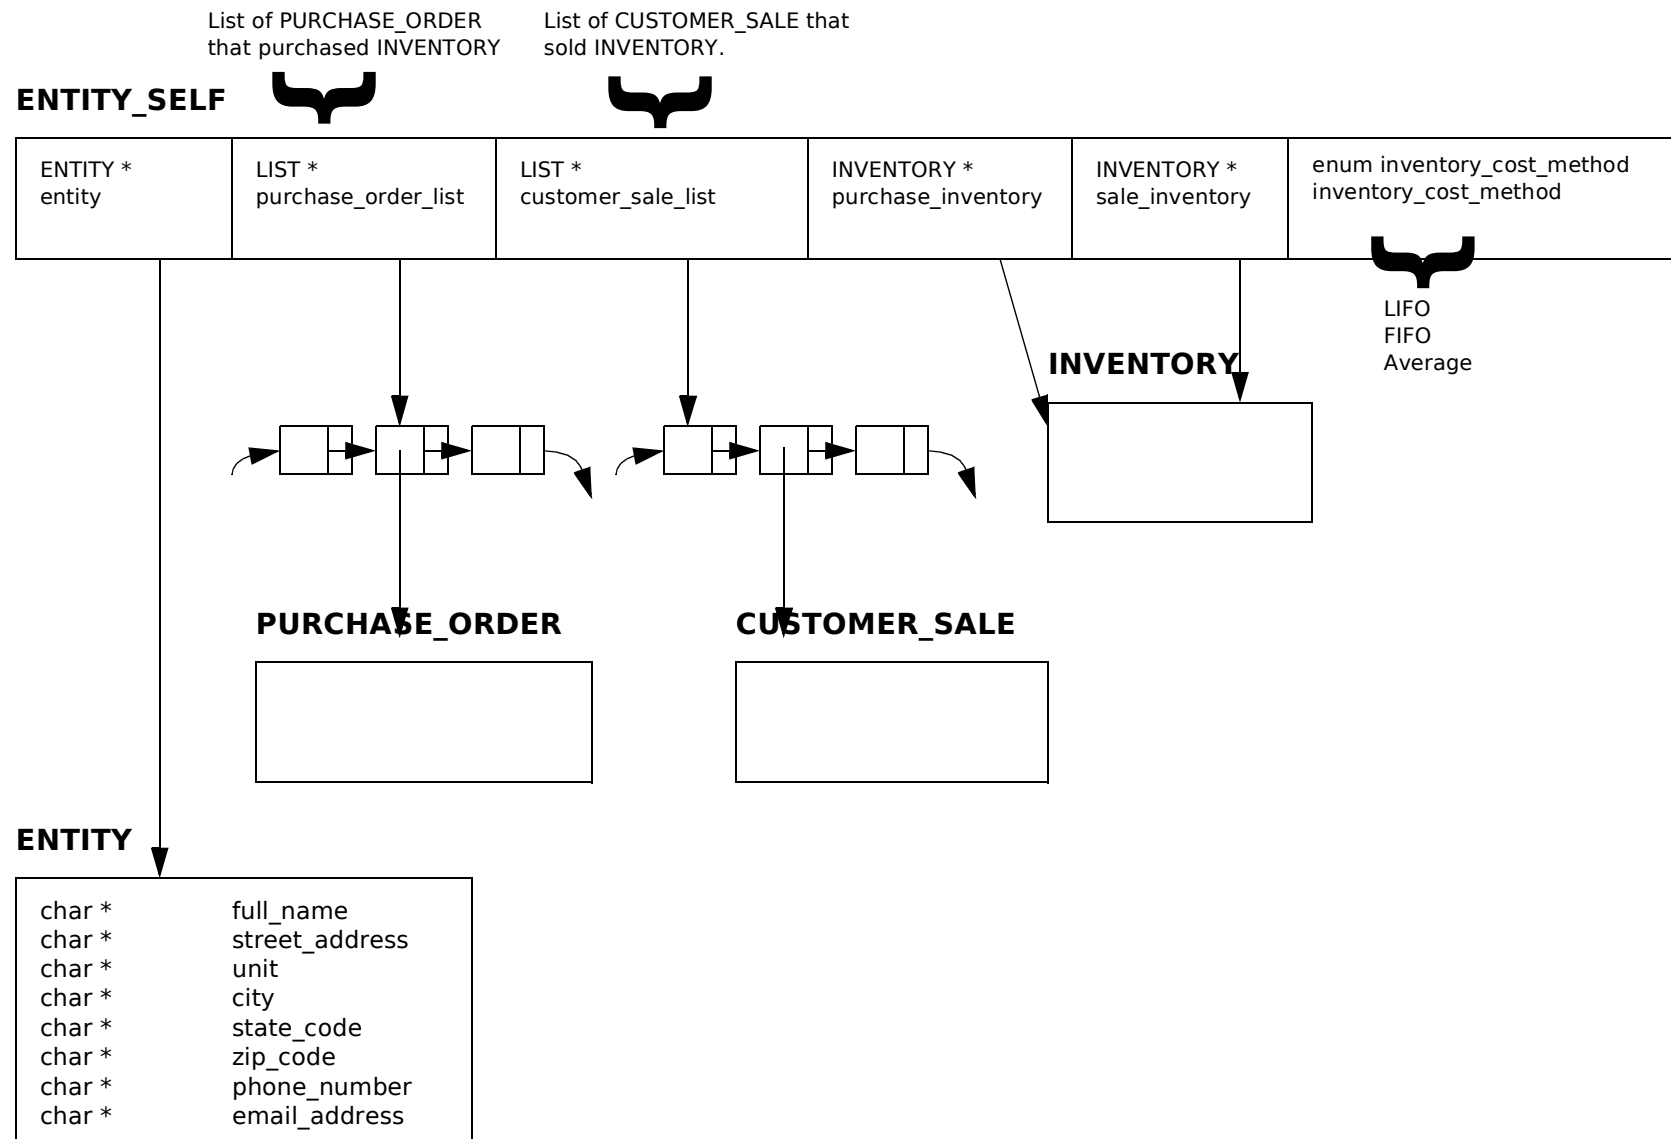 List of PURCHASE_ORDER
that purchased INVENTORY
List of CUSTOMER_SALE that
sold INVENTORY.
ENTITY_SELF
ENTITY *
entity
LIST *
purchase_order_list
LIST *
customer_sale_list
INVENTORY *
purchase_inventory
INVENTORY *
sale_inventory
enum inventory_cost_method
inventory_cost_method
LIFO
FIFO
Average
INVENTORY
PURCHASE_ORDER
CUSTOMER_SALE
ENTITY
char * full_name
char * street_address
char * unit
char * city
char * state_code
char * zip_code
char * phone_number
char * email_address